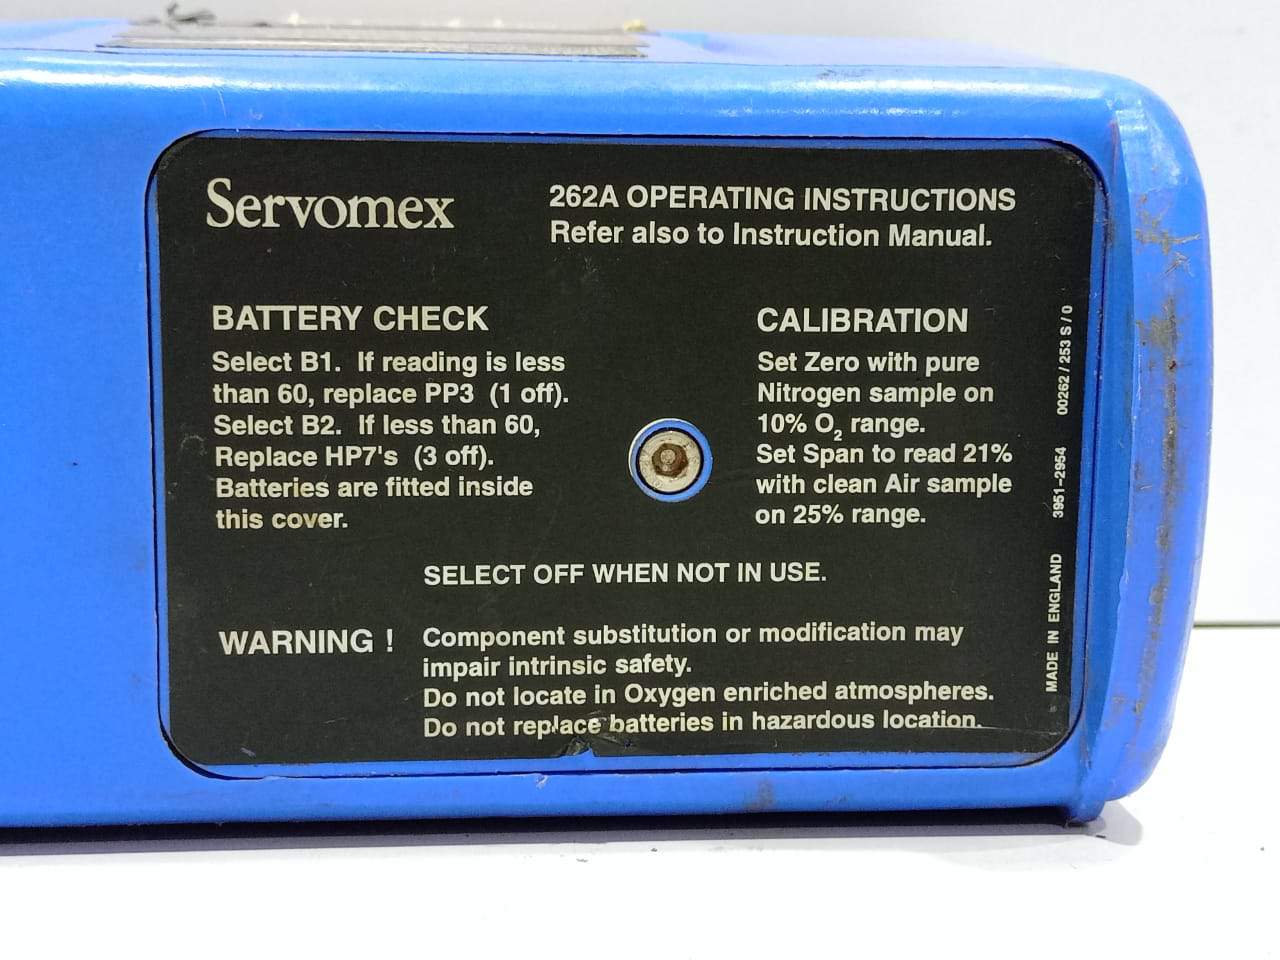 Servomex
262A OPERATING INSTRUCTIONS
Refer also to Instruction Manual.
BATTERY CHECK
Select B1. If reading is less
than 60, replace PP3 (1 off).
Select B2. If less than 60,
Replace HP7's (3 off).
Batteries are fitted inside
this cover.
CALIBRATION
Set Zero with pure
Nitrogen sample on
10% O₂ range.
Set Span to read 21%
with clean Air sample
on 25% range.
SELECT OFF WHEN NOT IN USE.
WARNING !
Component substitution or modification may
impair intrinsic safety.
Do not locate in Oxygen enriched atmospheres.
Do not replace batteries in hazardous location.
MADE IN ENGLAND 3951-2954 00262 / 253 S / 0